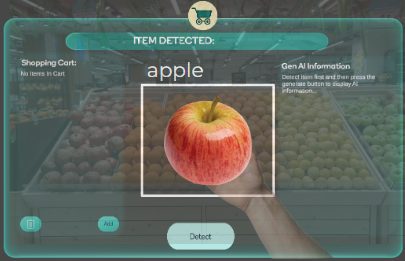 ITEM DETECTED:
Shopping Cart:
No Items in Cart
apple
Gen AI Information
Detect item first and then press the
generate button to display AI
information...
Add
Detect